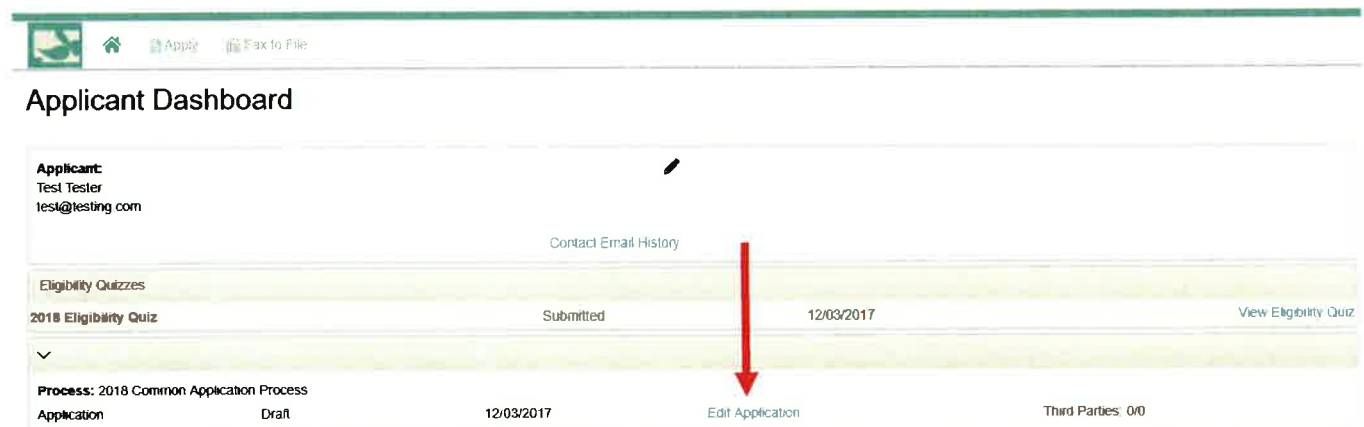 Apply Fax to File
Applicant Dashboard
Applicant:
Test Tester
test@testing.com
Contact Email History
Eligibility Quizzes
2018 Eligibility Quiz Submitted 12/03/2017 View Eligibility Quiz
Process: 2018 Common Application Process
Application Draft 12/03/2017 Edit Application Third Parties: 0/0